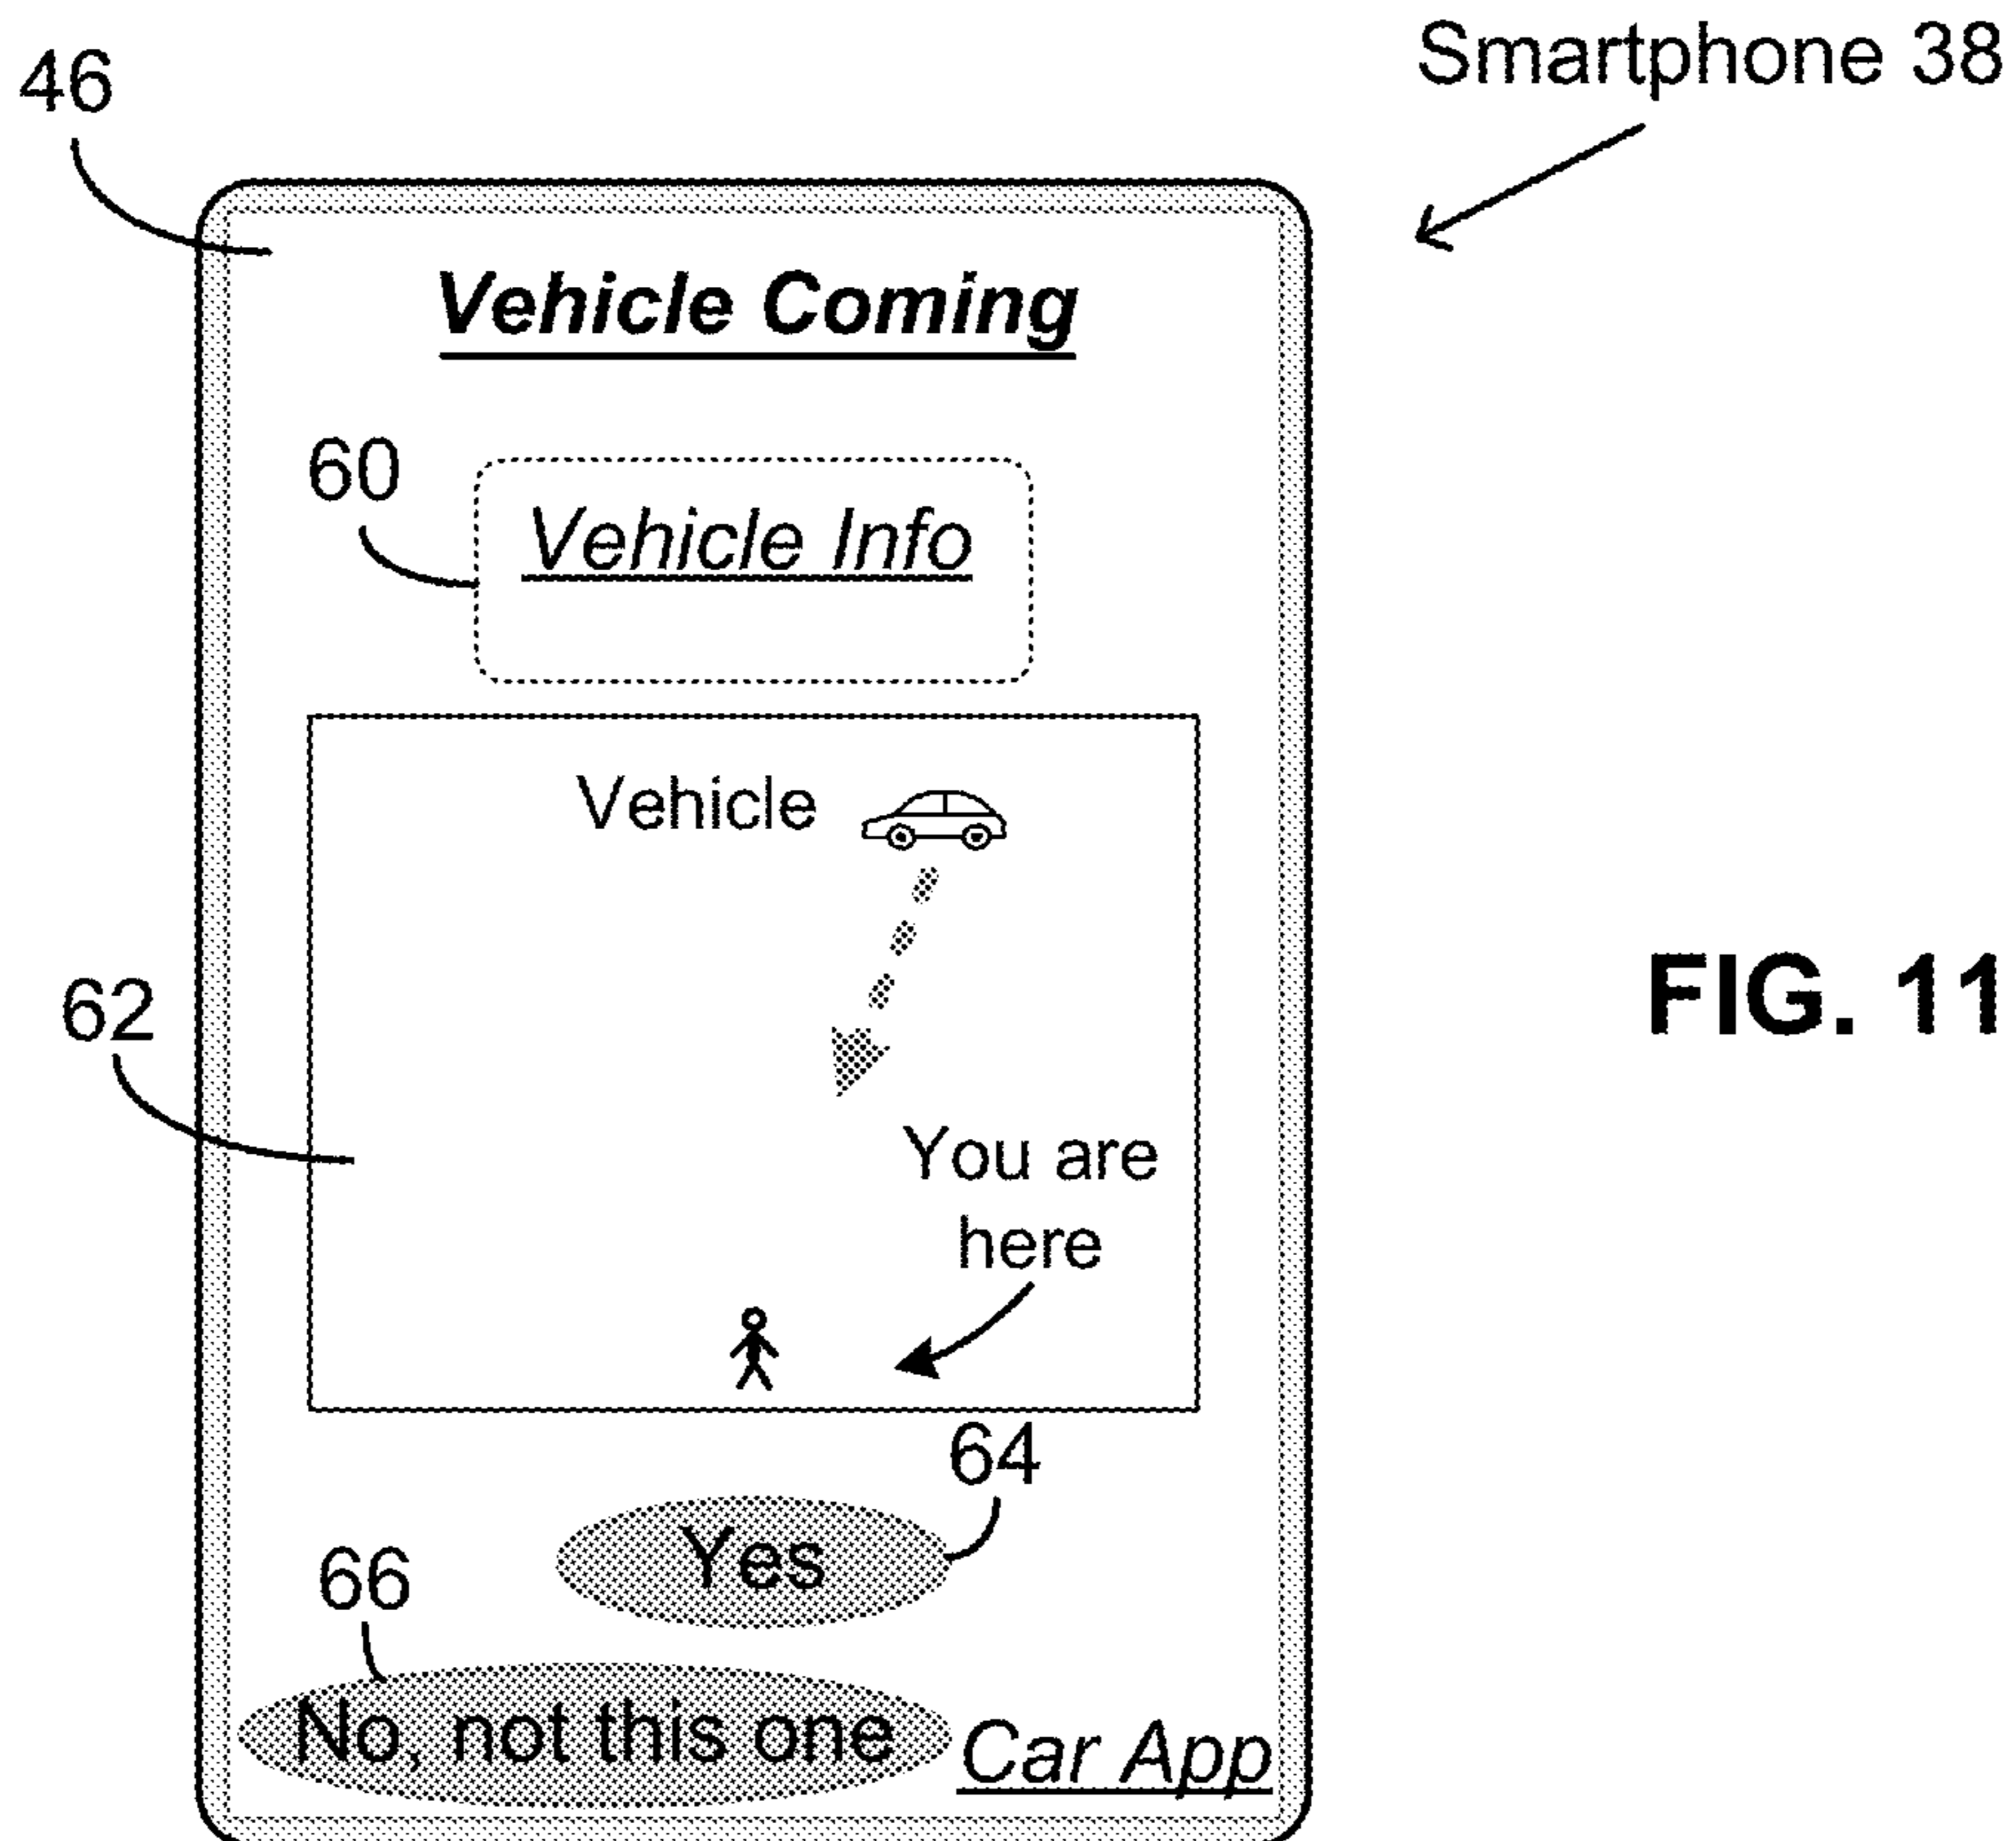 46
Smartphone 38
Vehicle Coming
60
Vehicle Info
Vehicle
62
FIG. 11
You are
here
64
Yes
66
No, not this one
Car App